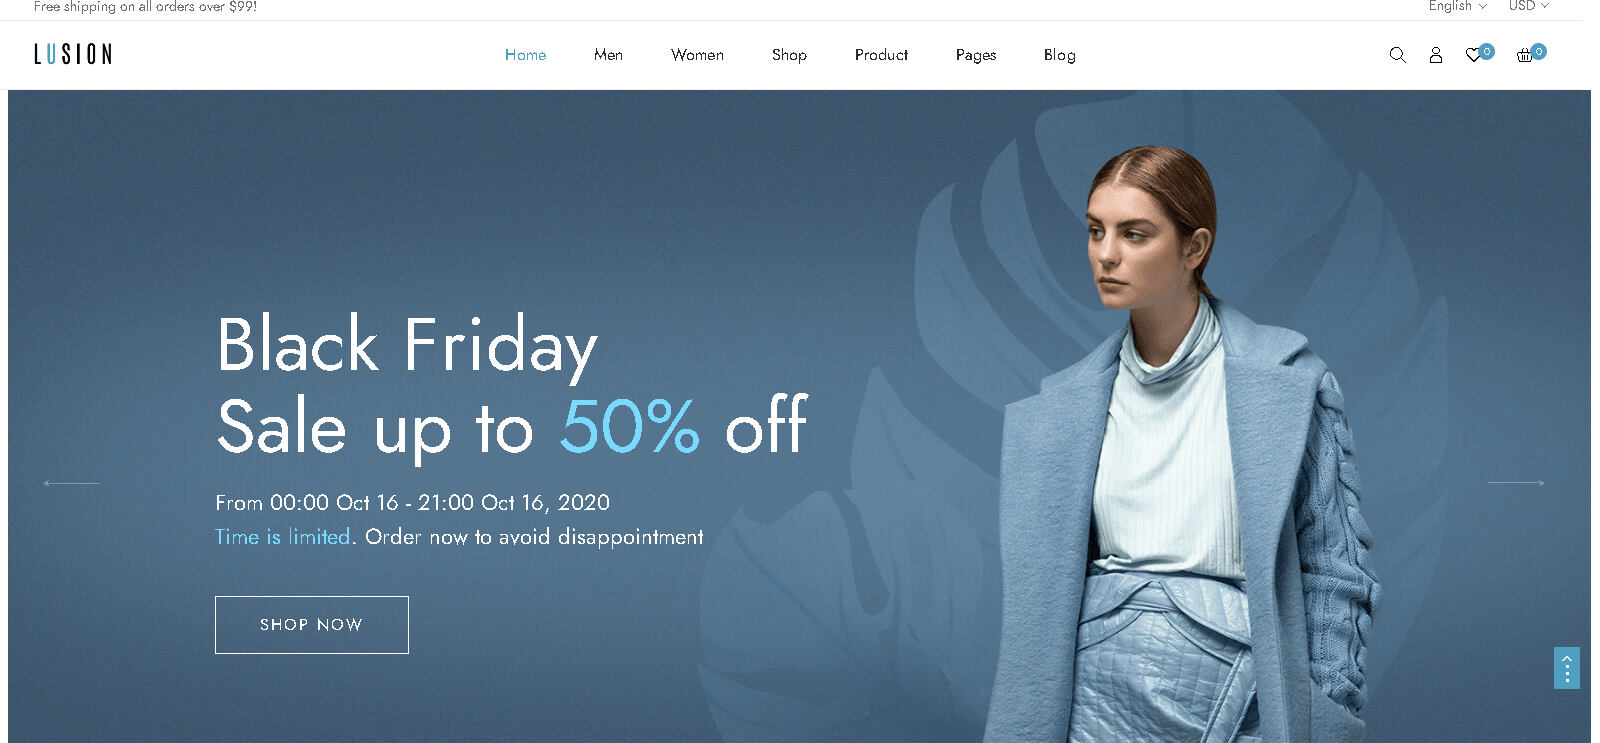 Free shipping on all orders over $99!
English
USD
LUSION
Home
Men
Women
Shop
Product
Pages
Blog
0
0
Black Friday
Sale up to 50% off
From 00:00 Oct 16 - 21:00 Oct 16, 2020
Time is limited. Order now to avoid disappointment
SHOP NOW